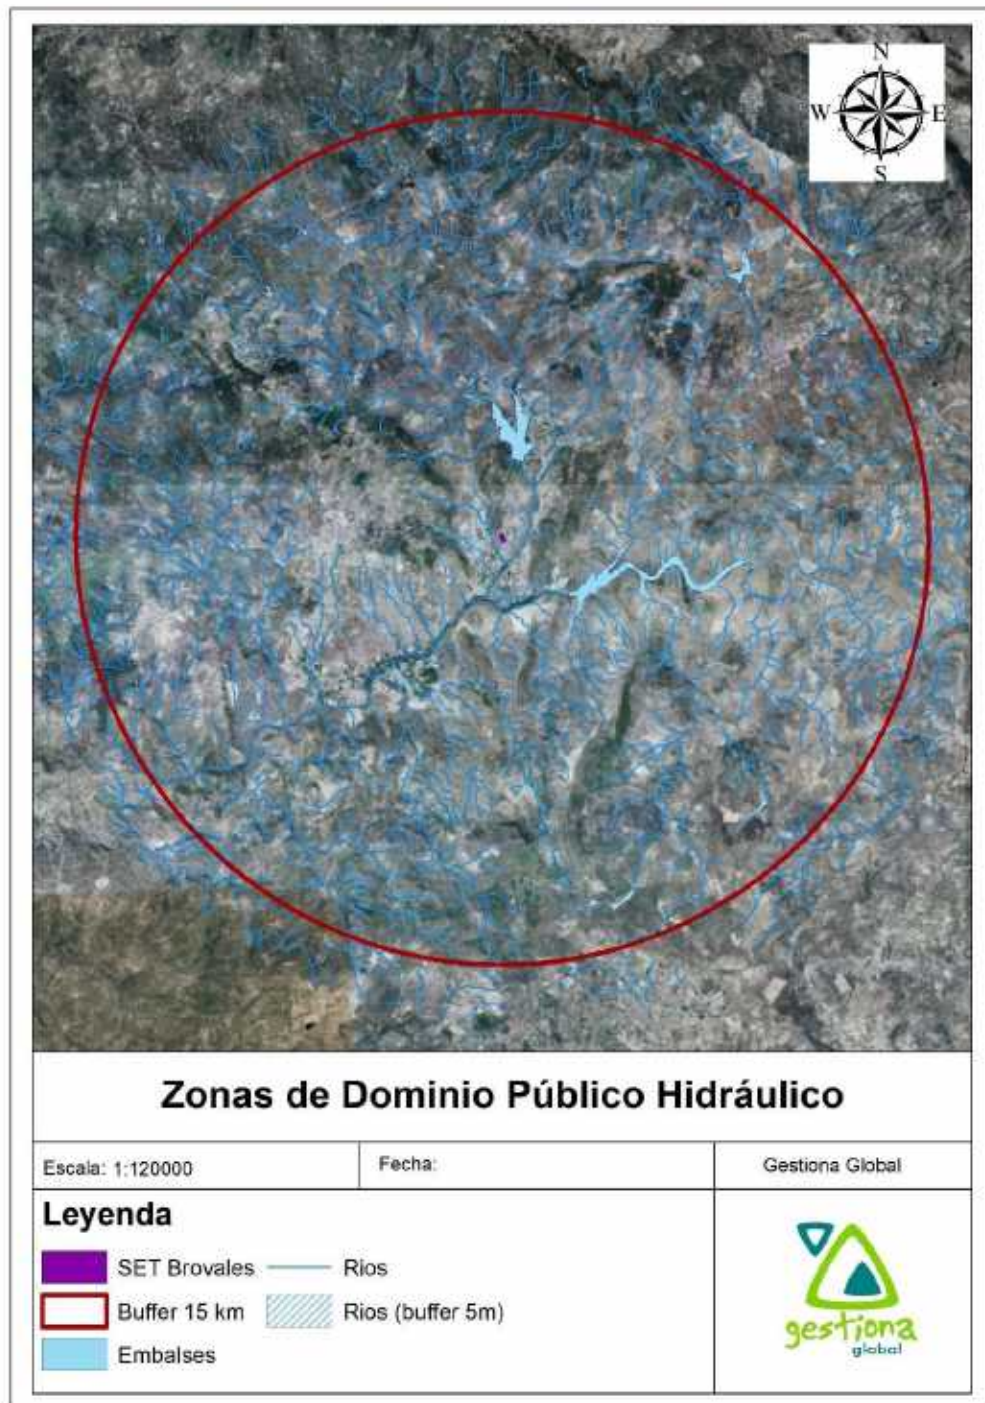 N
W E
S
Zonas de Dominio Público Hidráulico
Escala: 1:120000
Fecha:
Gestiona Global
Leyenda
SET Brovales
Rios
Buffer 15 km
Rios (buffer 5m)
Embalses
gestiona
global